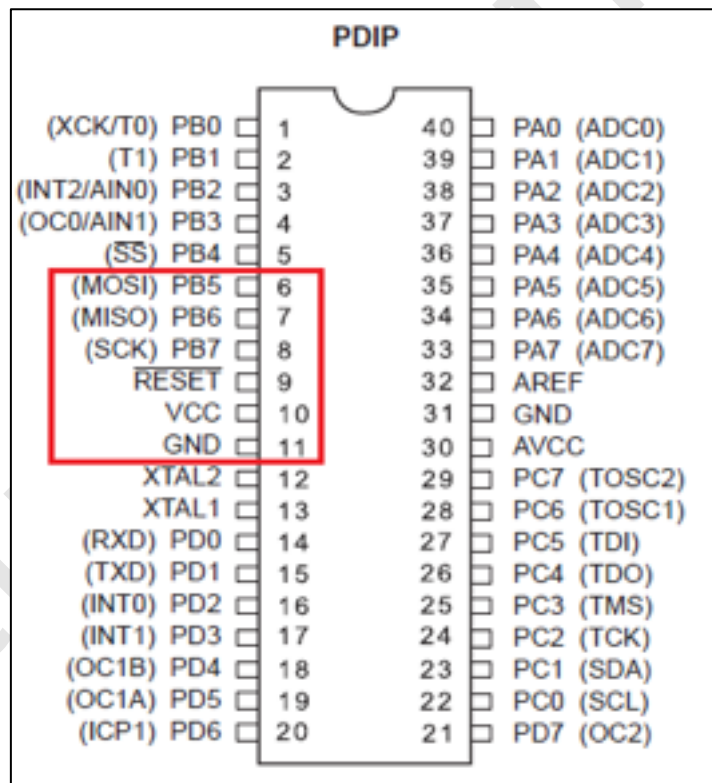 PDIP
(XCK/T0) PB0 1 40 PA0 (ADC0)
(T1) PB1 2 39 PA1 (ADC1)
(INT2/AIN0) PB2 3 38 PA2 (ADC2)
(OC0/AIN1) PB3 4 37 PA3 (ADC3)
(SS) PB4 5 36 PA4 (ADC4)
(MOSI) PB5 6 35 PA5 (ADC5)
(MISO) PB6 7 34 PA6 (ADC6)
(SCK) PB7 8 33 PA7 (ADC7)
RESET 9 32 AREF
VCC 10 31 GND
GND 11 30 AVCC
XTAL2 12 29 PC7 (TOSC2)
XTAL1 13 28 PC6 (TOSC1)
(RXD) PD0 14 27 PC5 (TDI)
(TXD) PD1 15 26 PC4 (TDO)
(INT0) PD2 16 25 PC3 (TMS)
(INT1) PD3 17 24 PC2 (TCK)
(OC1B) PD4 18 23 PC1 (SDA)
(OC1A) PD5 19 22 PC0 (SCL)
(ICP1) PD6 20 21 PD7 (OC2)